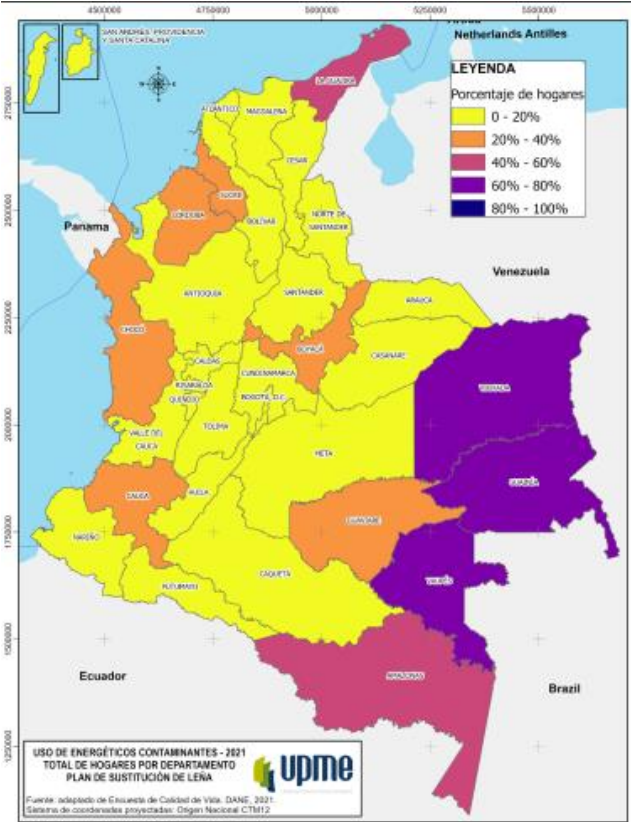 4500000 4750000 5000000 5250000 5500000
SAN ANDRÉS, PROVIDENCIA
Y SANTA CATALINA
Netherlands Antilles
LEYENDA
Porcentaje de hogares
0 - 20%
20% - 40%
40% - 60%
60% - 80%
80% - 100%
2750000
LA GUAJIRA
ATLÁNTICO
MAGDALENA
CESAR
2500000
SUCRE
CÓRDOBA
BOLÍVAR
NORTE DE
SANTANDER
Panama
Venezuela
2250000
ANTIOQUIA
SANTANDER
ARAUCA
CHOCÓ
BOYACÁ
CASANARE
CALDAS
CUNDINAMARCA
RISARALDA
QUINDÍO
BOGOTÁ, D.C.
VICHADA
2000000
VALLE DEL
CAUCA
TOLIMA
META
GUAINÍA
CAUCA
HUILA
GUAVIARE
1750000
NARIÑO
CAQUETÁ
VAUPÉS
PUTUMAYO
1500000
Ecuador
AMAZONAS
Brazil
1250000
USO DE ENERGÉTICOS CONTAMINANTES - 2021
TOTAL DE HOGARES POR DEPARTAMENTO
PLAN DE SUSTITUCIÓN DE LEÑA
upme
Fuente: adaptado de Encuesta de Calidad de Vida. DANE, 2021.
Sistema de coordenadas proyectadas: Origen Nacional CTM12